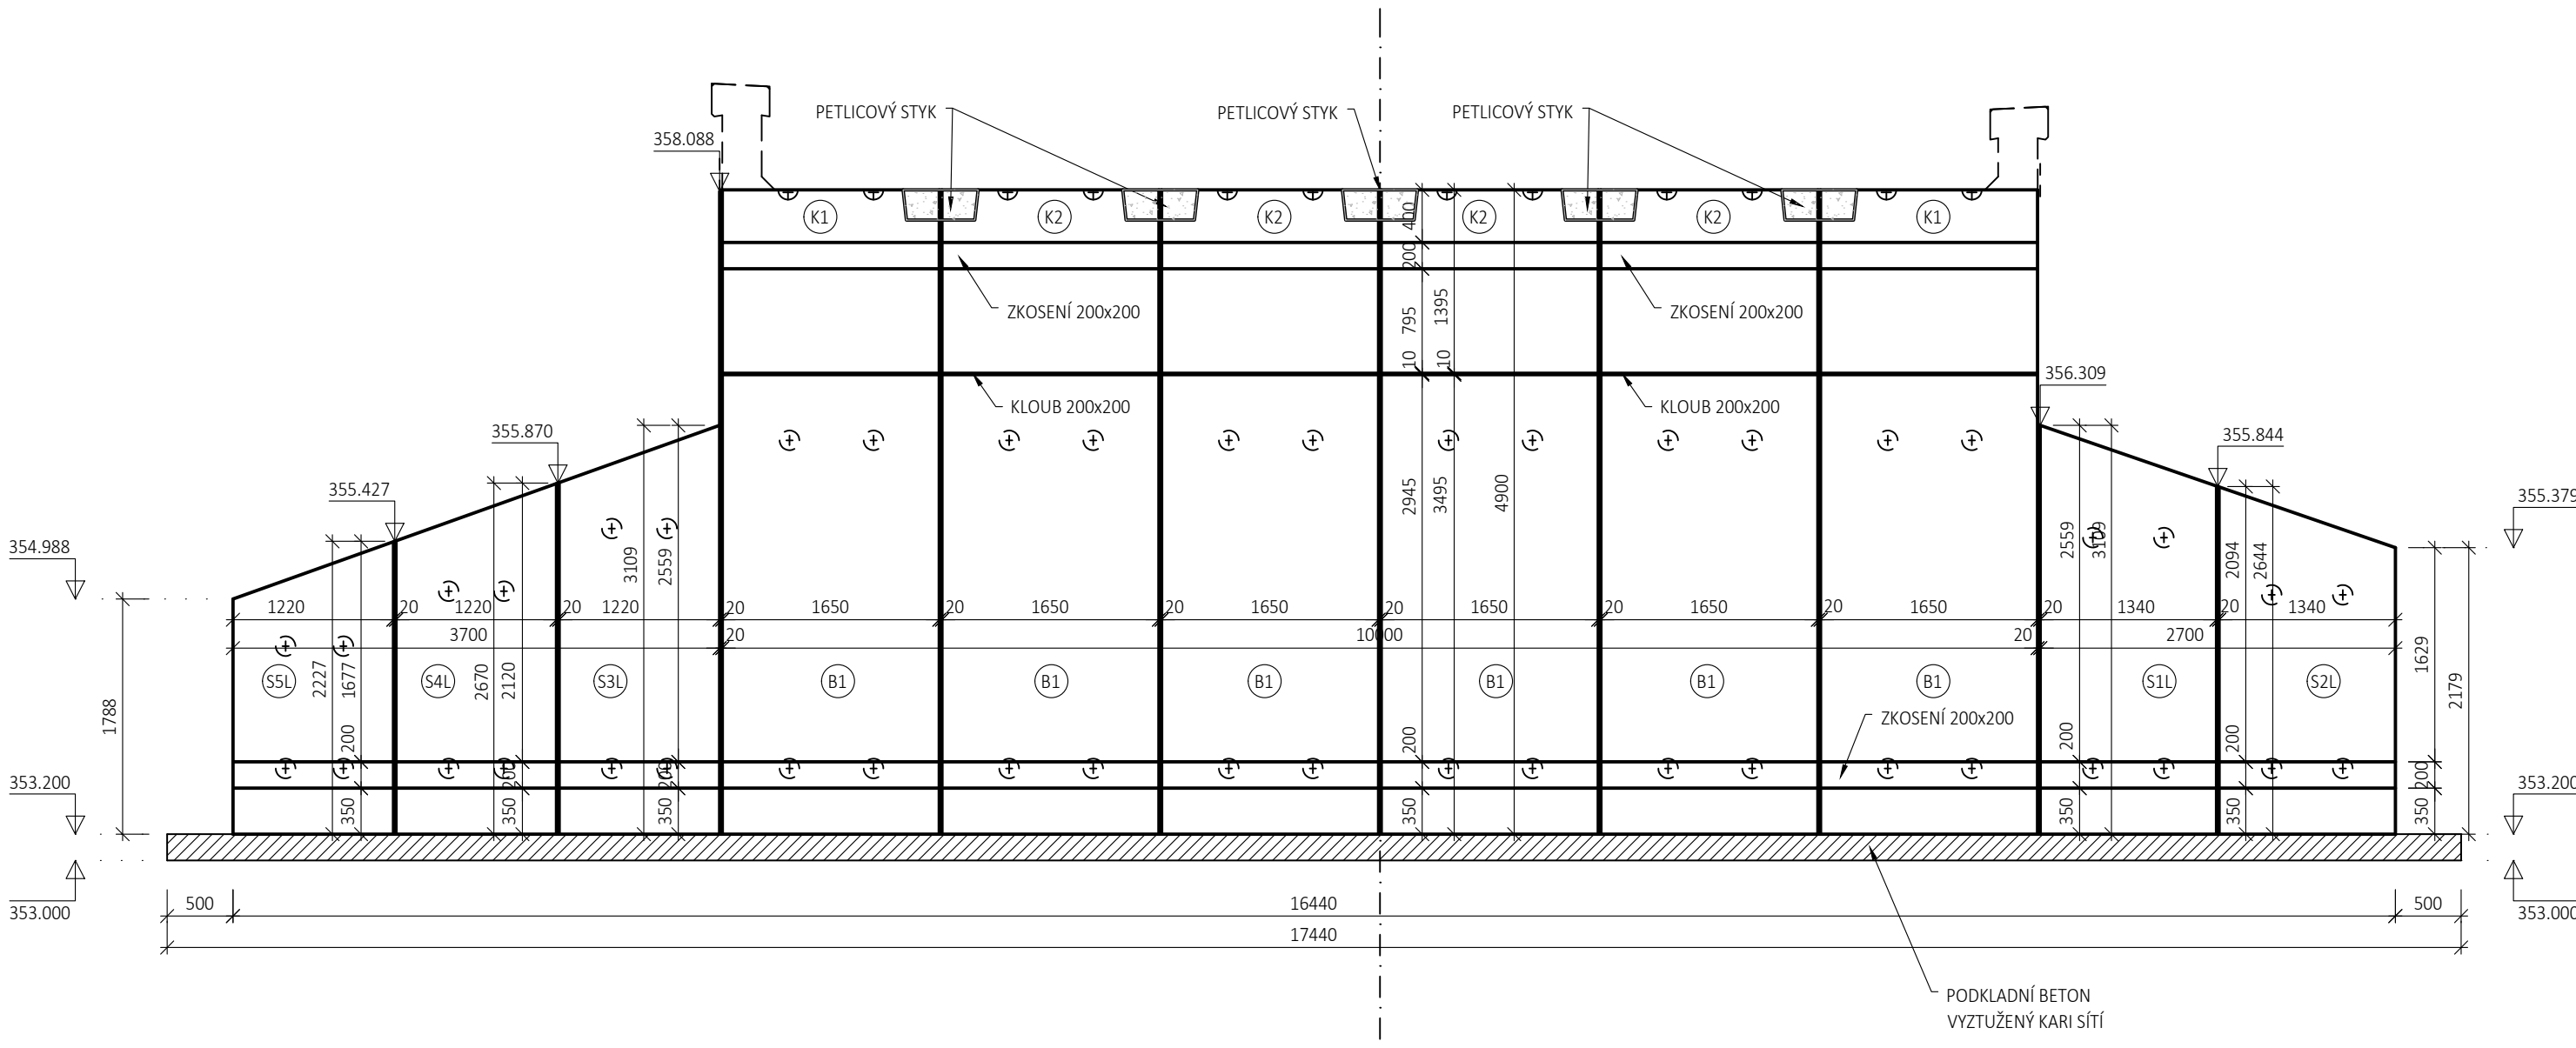 PETLICOVÝ STYK
PETLICOVÝ STYK
PETLICOVÝ STYK
358.088
K1
K2
K2
K2
K2
K1
400
200
ZKOSENÍ 200x200
ZKOSENÍ 200x200
795
1395
10
10
356.309
KLOUB 200x200
KLOUB 200x200
355.870
355.844
355.427
355.379
354.988
2945
3495
4900
3109
2559
2559
3109
2094
2644
1220
20
1220
20
1220
20
1650
20
1650
20
1650
20
1650
20
1650
20
1650
20
1340
20
1340
3700
20
10000
20
2700
1629
2179
2227
1677
2670
2120
S5L
S4L
S3L
B1
B1
B1
B1
B1
B1
S1L
S2L
1788
ZKOSENÍ 200x200
200
200
200
200
200
200
200
353.200
353.200
350
350
350
350
350
350
350
353.000
353.000
500
16440
500
17440
PODKLADNÍ BETON
VYZTUŽENÝ KARI SÍTÍ